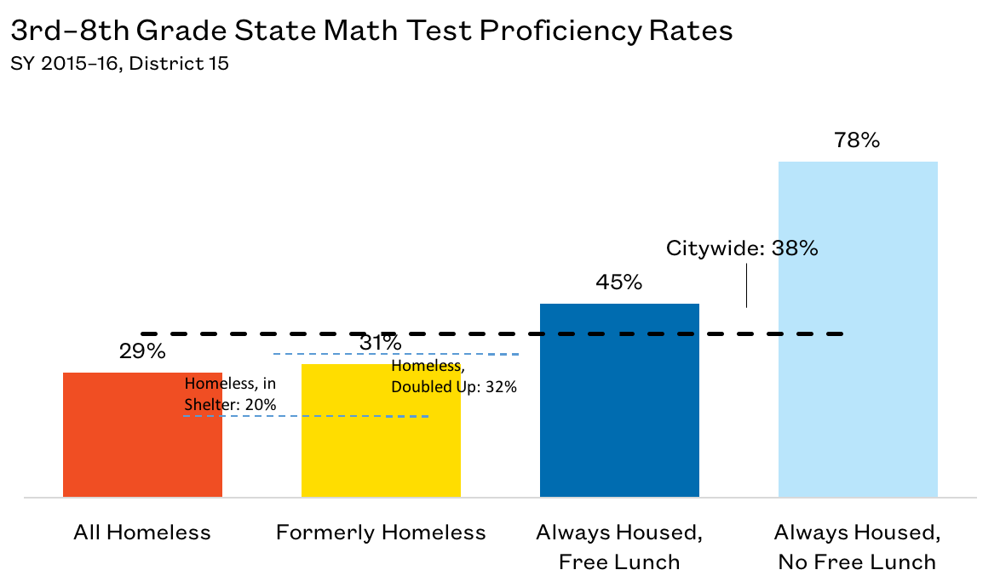 3rd–8th Grade State Math Test Proficiency Rates
SY 2015–16, District 15
78%
Citywide: 38%
45%
31%
29%
Homeless,
Doubled Up: 32%
Homeless, in
Shelter: 20%
All Homeless
Formerly Homeless
Always Housed,
Free Lunch
Always Housed,
No Free Lunch